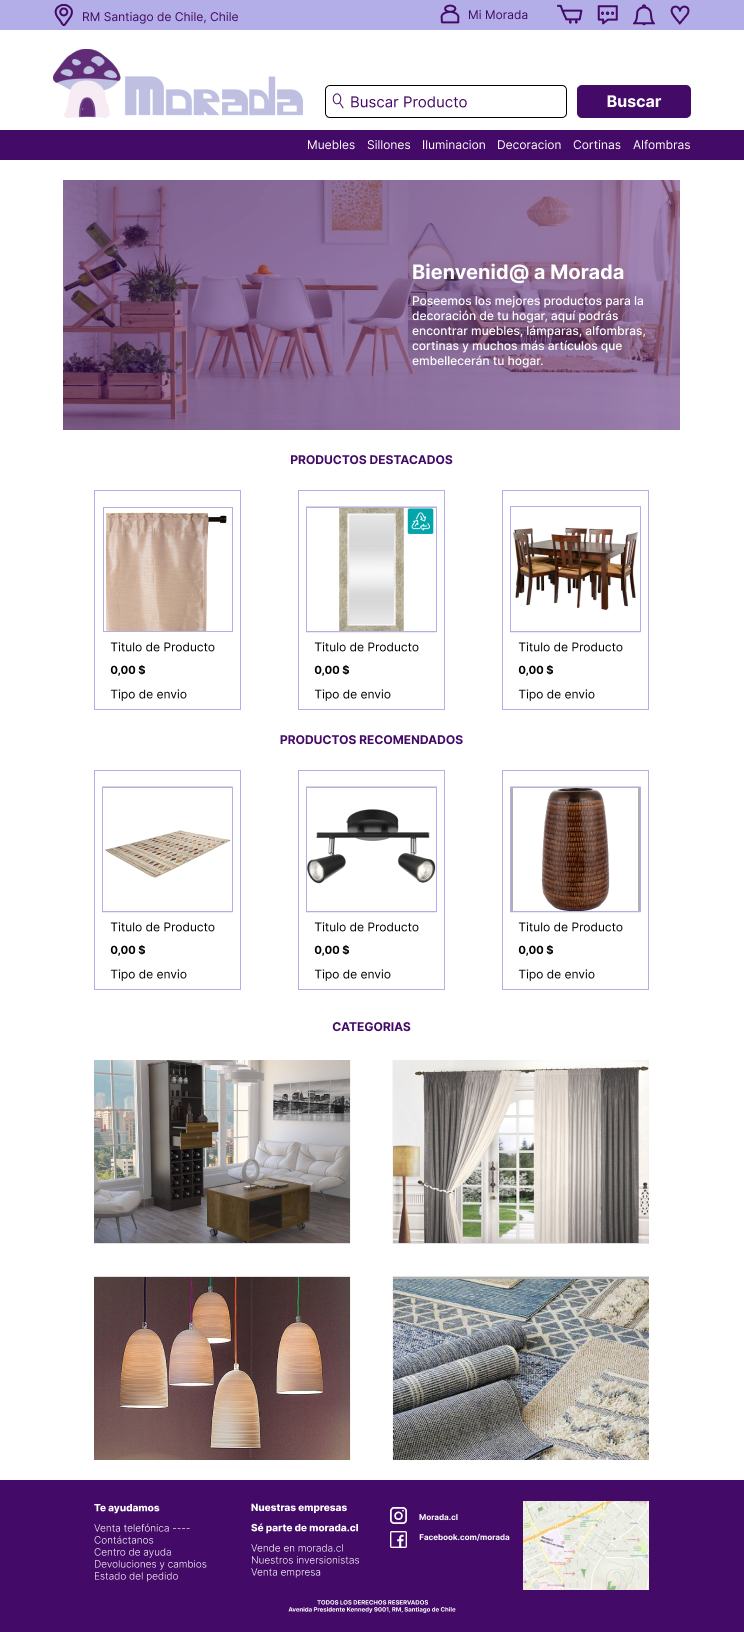 RM Santiago de Chile, Chile
Mi Morada
Morada
Buscar Producto
Buscar
Muebles Sillones Iluminacion Decoracion Cortinas Alfombras
Bienvenid@ a Morada
Poseemos los mejores productos para la
decoración de tu hogar, aquí podrás
encontrar muebles, lámparas, alfombras,
cortinas y muchos más artículos que
embellecerán tu hogar.
PRODUCTOS DESTACADOS
Titulo de Producto
0,00 $
Tipo de envio
Titulo de Producto
0,00 $
Tipo de envio
Titulo de Producto
0,00 $
Tipo de envio
PRODUCTOS RECOMENDADOS
Titulo de Producto
0,00 $
Tipo de envio
Titulo de Producto
0,00 $
Tipo de envio
Titulo de Producto
0,00 $
Tipo de envio
CATEGORIAS
Te ayudamos
Venta telefónica ----
Contáctanos
Centro de ayuda
Devoluciones y cambios
Estado del pedido
Nuestras empresas
Sé parte de morada.cl
Vende en morada.cl
Nuestros inversionistas
Venta empresa
Morada.cl
Facebook.com/morada
TODOS LOS DERECHOS RESERVADOS
Avenida Presidente Kennedy 9001, RM, Santiago de Chile